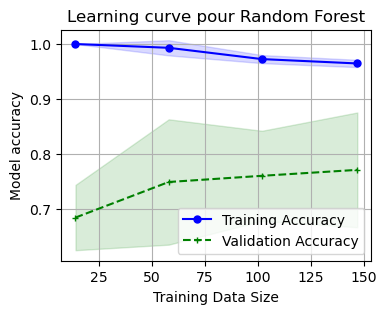 Learning curve pour Random Forest
Model accuracy
1.0
0.9
0.8
0.7
Training Accuracy
Validation Accuracy
25 50 75 100 125 150
Training Data Size